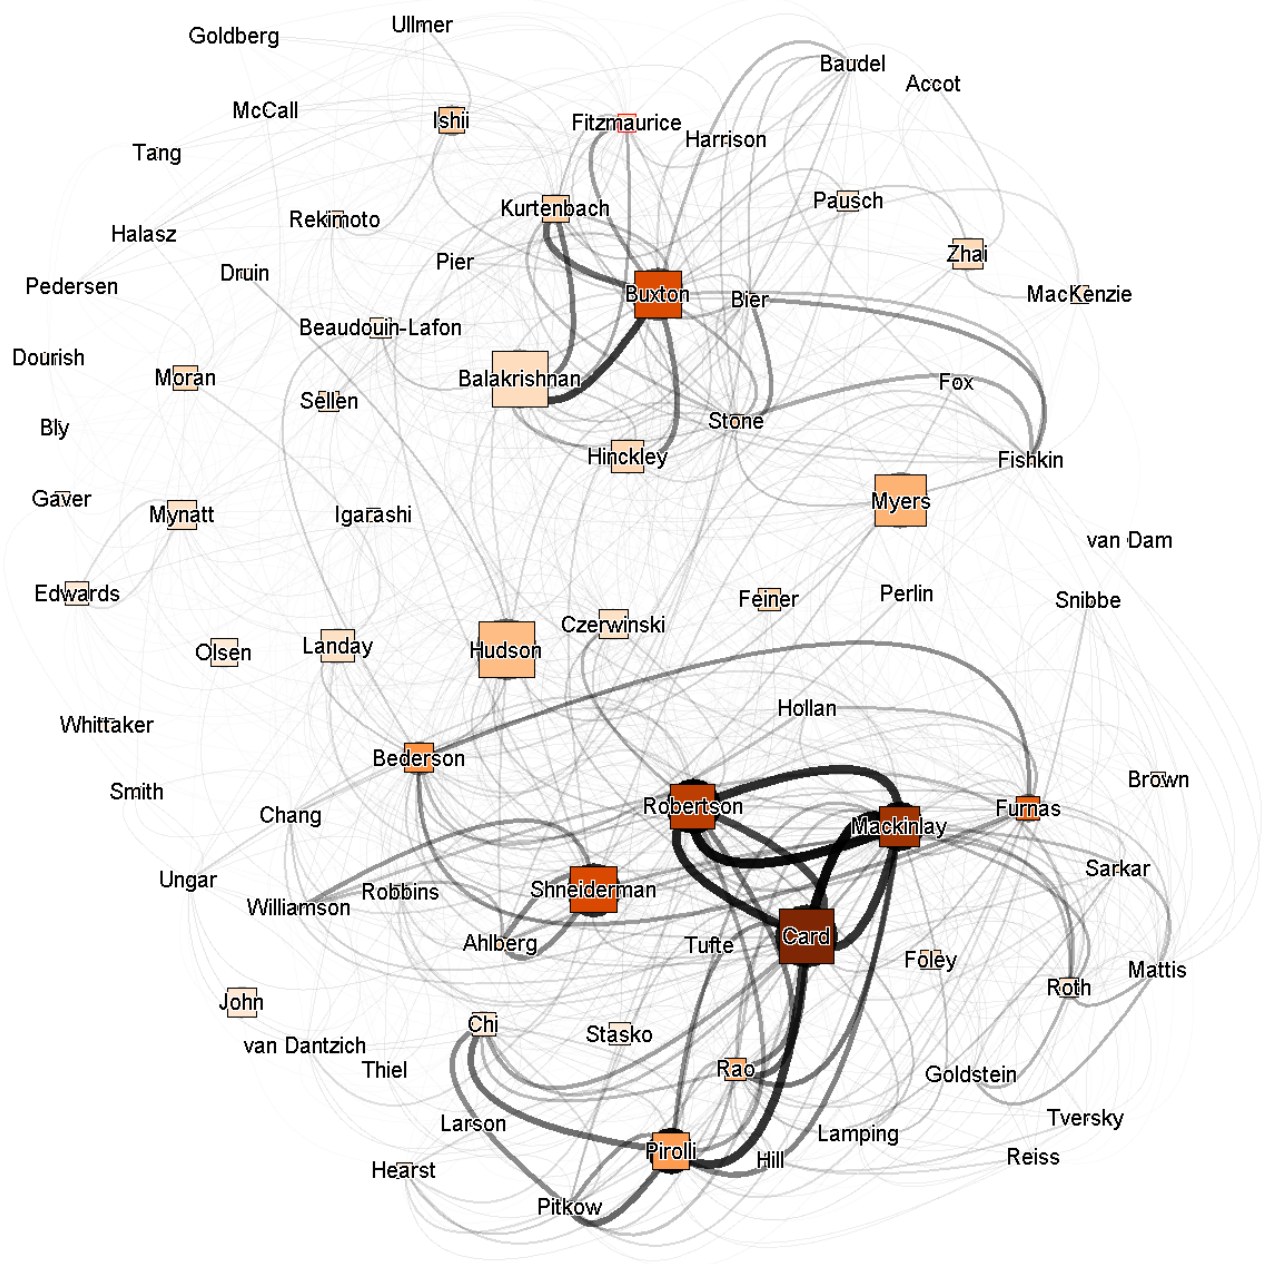 Ullmer
Goldberg
Baudel
Accot
McCall
Ishii
Fitzmaurice
Harrison
Tang
Pausch
Kurtenbach
Rekimoto
Halasz
Zhai
Pier
Druin
Pedersen
Buxton
Bier
MacKenzie
Beaudouin-Lafon
Dourish
Moran
Balakrishnan
Fox
Sellen
Stone
Bly
Hinckley
Fishkin
Gaver
Myers
Mynatt
Igarashi
van Dam
Edwards
Perlin
Feiner
Snibbe
Czerwinski
Olsen
Landay
Hudson
Hollan
Whittaker
Bederson
Brown
Smith
Robertson
Furnas
Chang
Mackinlay
Sarkar
Ungar
Shneiderman
Robbins
Williamson
Card
Ahlberg
Tufte
Foley
Mattis
Roth
John
Chi
Stasko
van Dantzich
Thiel
Rao
Goldstein
Tversky
Larson
Lamping
Pirolli
Hill
Reiss
Hearst
Pitkow